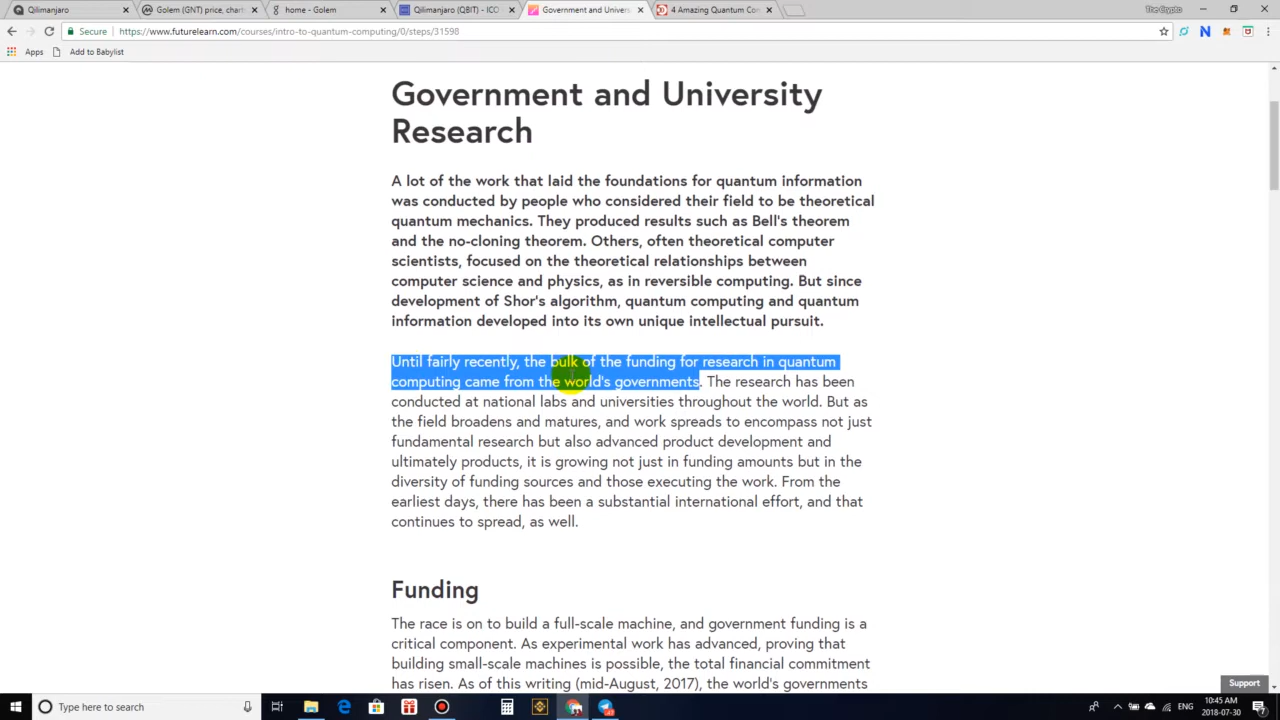 Qilimanjaro
Golem (GNT) price, chart
home - Golem
Qilimanjaro (QBIT) - ICO
Government and Univers
4 Amazing Quantum Co
The Crypto
Secure
https://www.futurelearn.com/courses/intro-to-quantum-computing/0/steps/31598
Apps
Add to Babylist
Government and University
Research
A lot of the work that laid the foundations for quantum information
was conducted by people who considered their field to be theoretical
quantum mechanics. They produced results such as Bell's theorem
and the no-cloning theorem. Others, often theoretical computer
scientists, focused on the theoretical relationships between
computer science and physics, as in reversible computing. But since
development of Shor's algorithm, quantum computing and quantum
information developed into its own unique intellectual pursuit.
Until fairly recently, the bulk of the funding for research in quantum
computing came from the world's governments. The research has been
conducted at national labs and universities throughout the world. But as
the field broadens and matures, and work spreads to encompass not just
fundamental research but also advanced product development and
ultimately products, it is growing not just in funding amounts but in the
diversity of funding sources and those executing the work. From the
earliest days, there has been a substantial international effort, and that
continues to spread, as well.
Funding
The race is on to build a full-scale machine, and government funding is a
critical component. As experimental work has advanced, proving that
building small-scale machines is possible, the total financial commitment
has risen. As of this writing (mid-August, 2017), the world's governments
Support
Type here to search
ENG
10:45 AM
2018-07-30
7